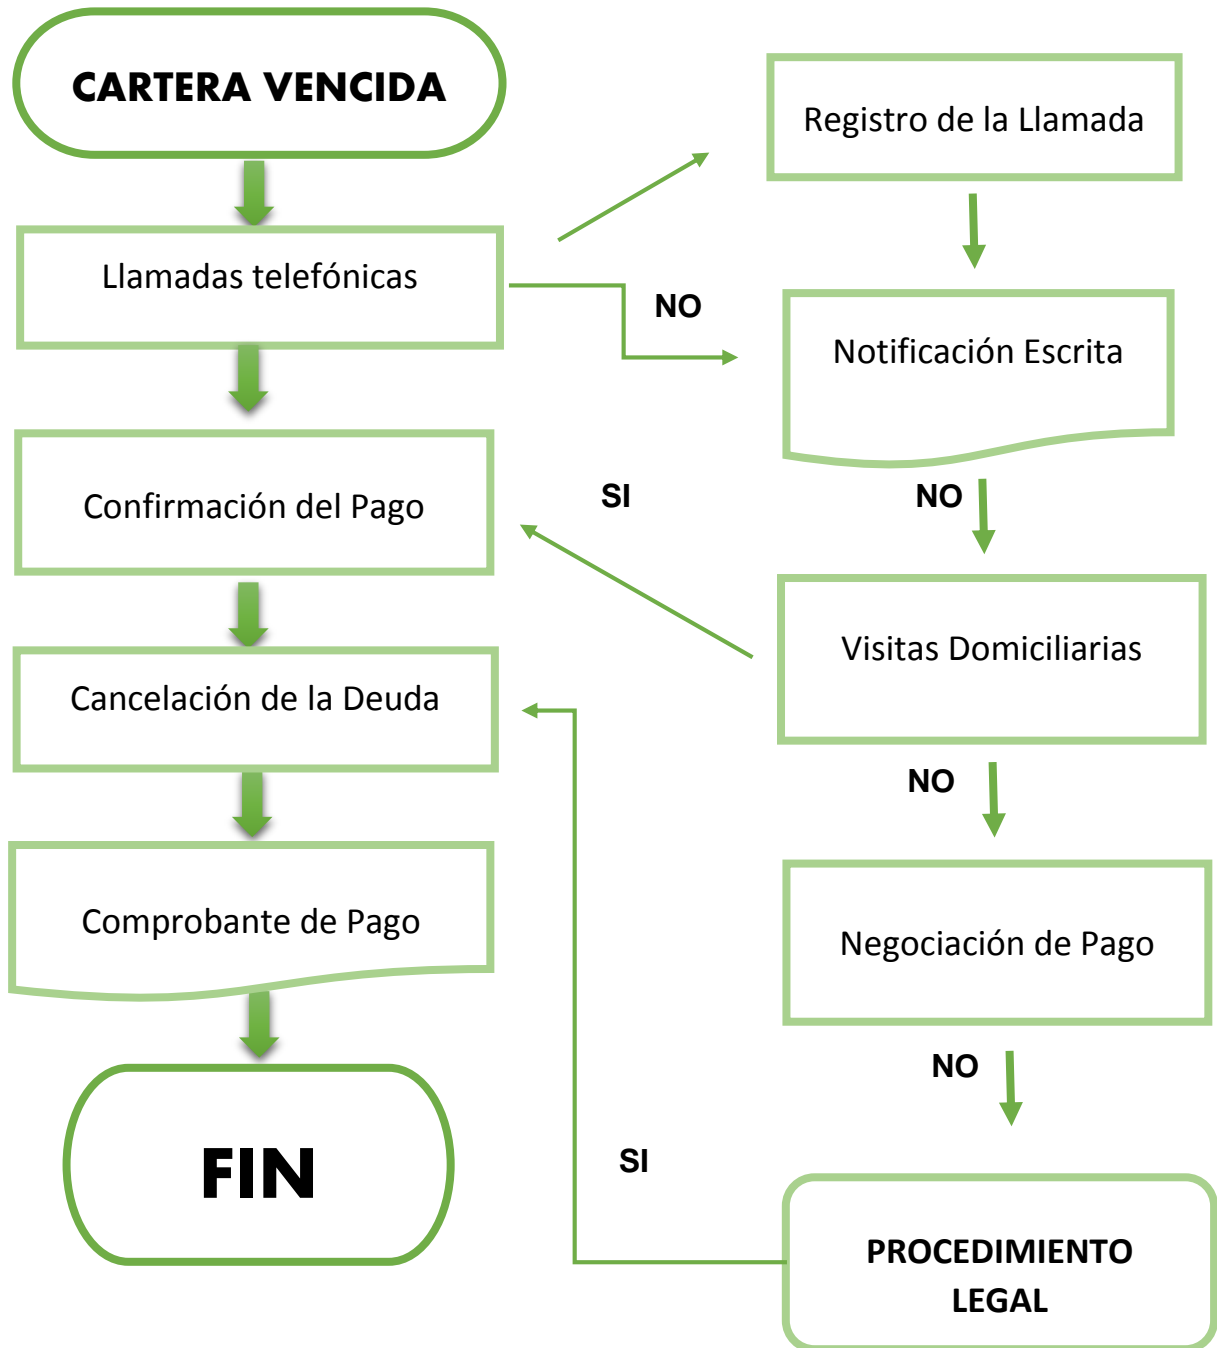 CARTERA VENCIDA
Registro de la Llamada
Llamadas telefónicas
NO
Notificación Escrita
Confirmación del Pago
SI
NO
Visitas Domiciliarias
Cancelación de la Deuda
NO
Comprobante de Pago
Negociación de Pago
NO
FIN
SI
PROCEDIMIENTO
LEGAL